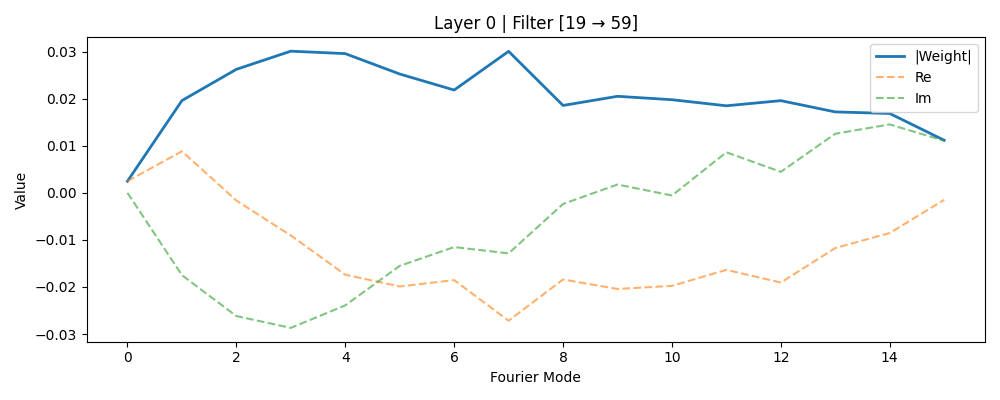 Layer 0 | Filter [19 → 59]
0.03
0.02
0.01
0.00
−0.01
−0.02
−0.03
Value
|Weight|
Re
Im
0 2 4 6 8 10 12 14
Fourier Mode